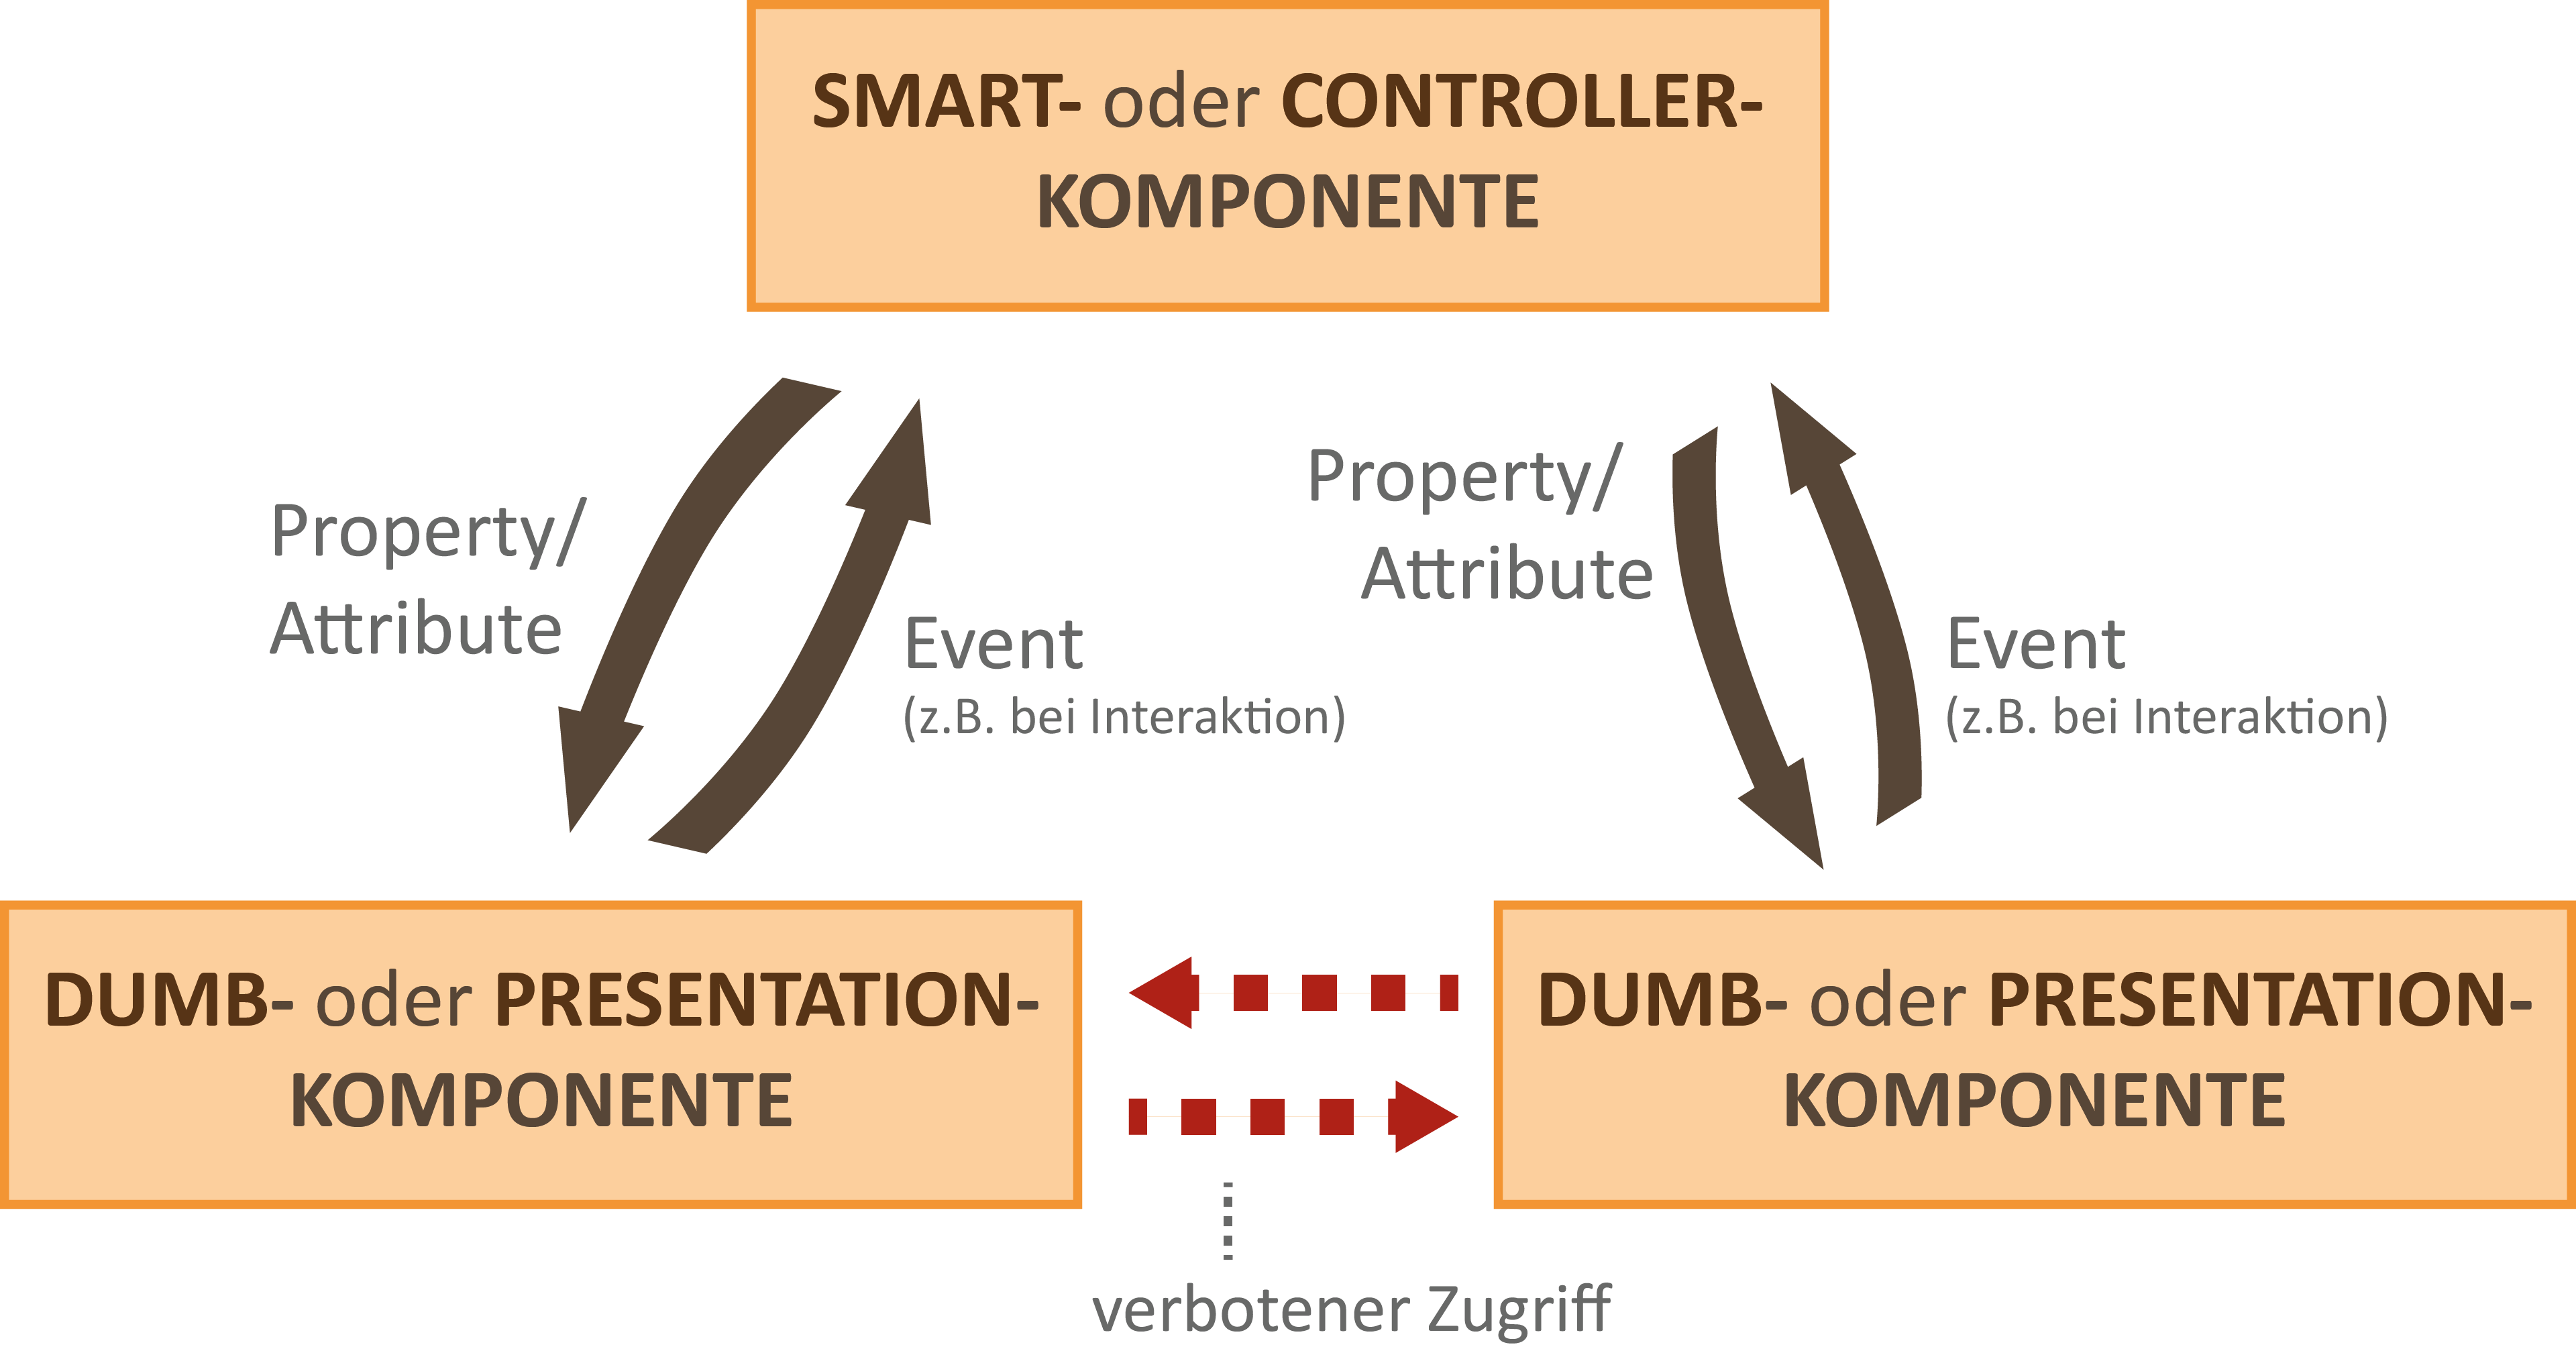 SMART- oder CONTROLLER-
KOMPONENTE
Property/
Attribute
Event
(z.B. bei Interaktion)
Property/
Attribute
Event
(z.B. bei Interaktion)
DUMB- oder PRESENTATION-
KOMPONENTE
DUMB- oder PRESENTATION-
KOMPONENTE
verbotener Zugriff